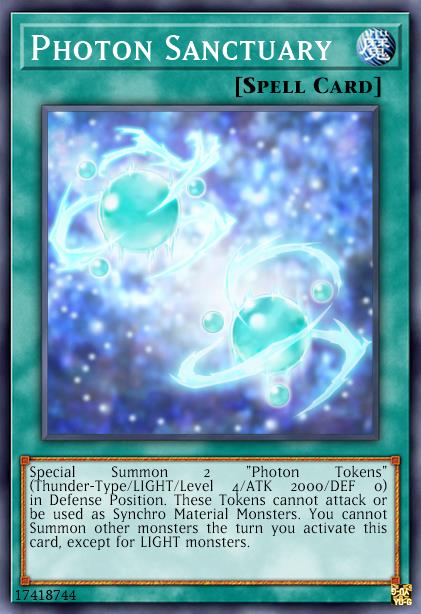 PHOTON SANCTUARY 魔
[SPELL CARD]
Special Summon 2 "Photon Tokens"
(Thunder-Type/LIGHT/Level 4/ATK 2000/DEF 0)
in Defense Position. These Tokens cannot attack or
be used as Synchro Material Monsters. You cannot
Summon other monsters the turn you activate this
card, except for LIGHT monsters.
17418744